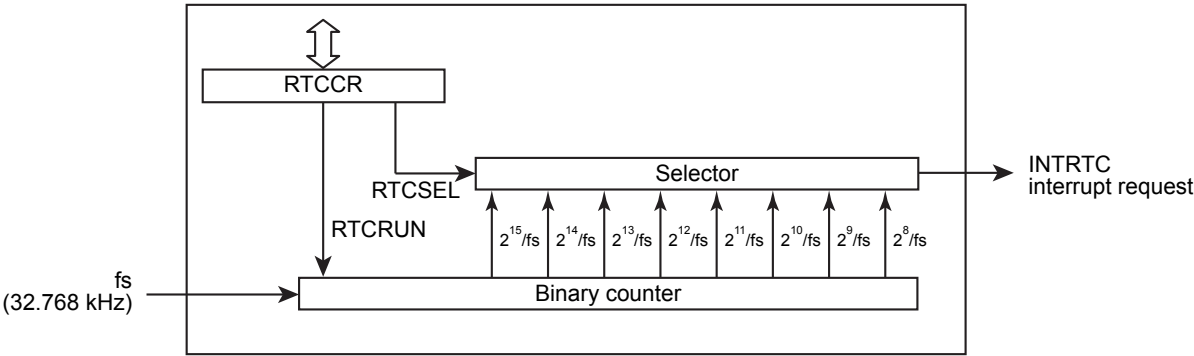 RTCCR
Selector
INTRTC
interrupt request
RTCSEL
RTCRUN
2^15/fs 2^14/fs 2^13/fs 2^12/fs 2^11/fs 2^10/fs 2^9/fs 2^8/fs
fs
(32.768 kHz)
Binary counter